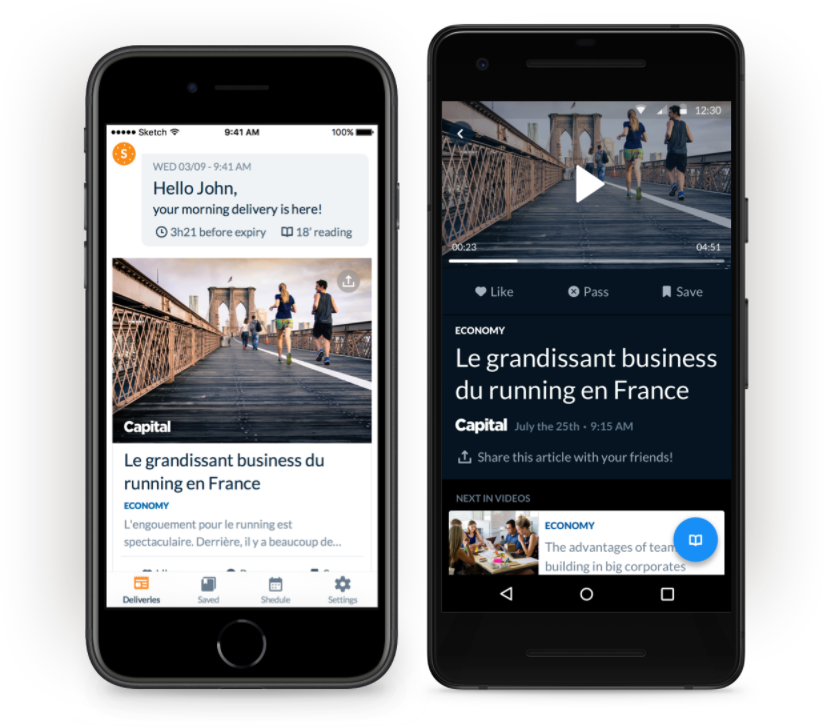 Sketch 9:41 AM 100%
S
WED 03/09 - 9:41 AM
Hello John,
your morning delivery is here!
3h21 before expiry 18' reading
Capital
Le grandissant business du
running en France
ECONOMY
L'engouement pour le running est
spectaculaire. Derrière, il y a beaucoup de...
Deliveries Saved Shedule Settings
12:30
00:23 04:51
Like Pass Save
ECONOMY
Le grandissant business
du running en France
Capital July the 25th • 9:15 AM
Share this article with your friends!
NEXT IN VIDEOS
ECONOMY
The advantages of team
building in big corporates